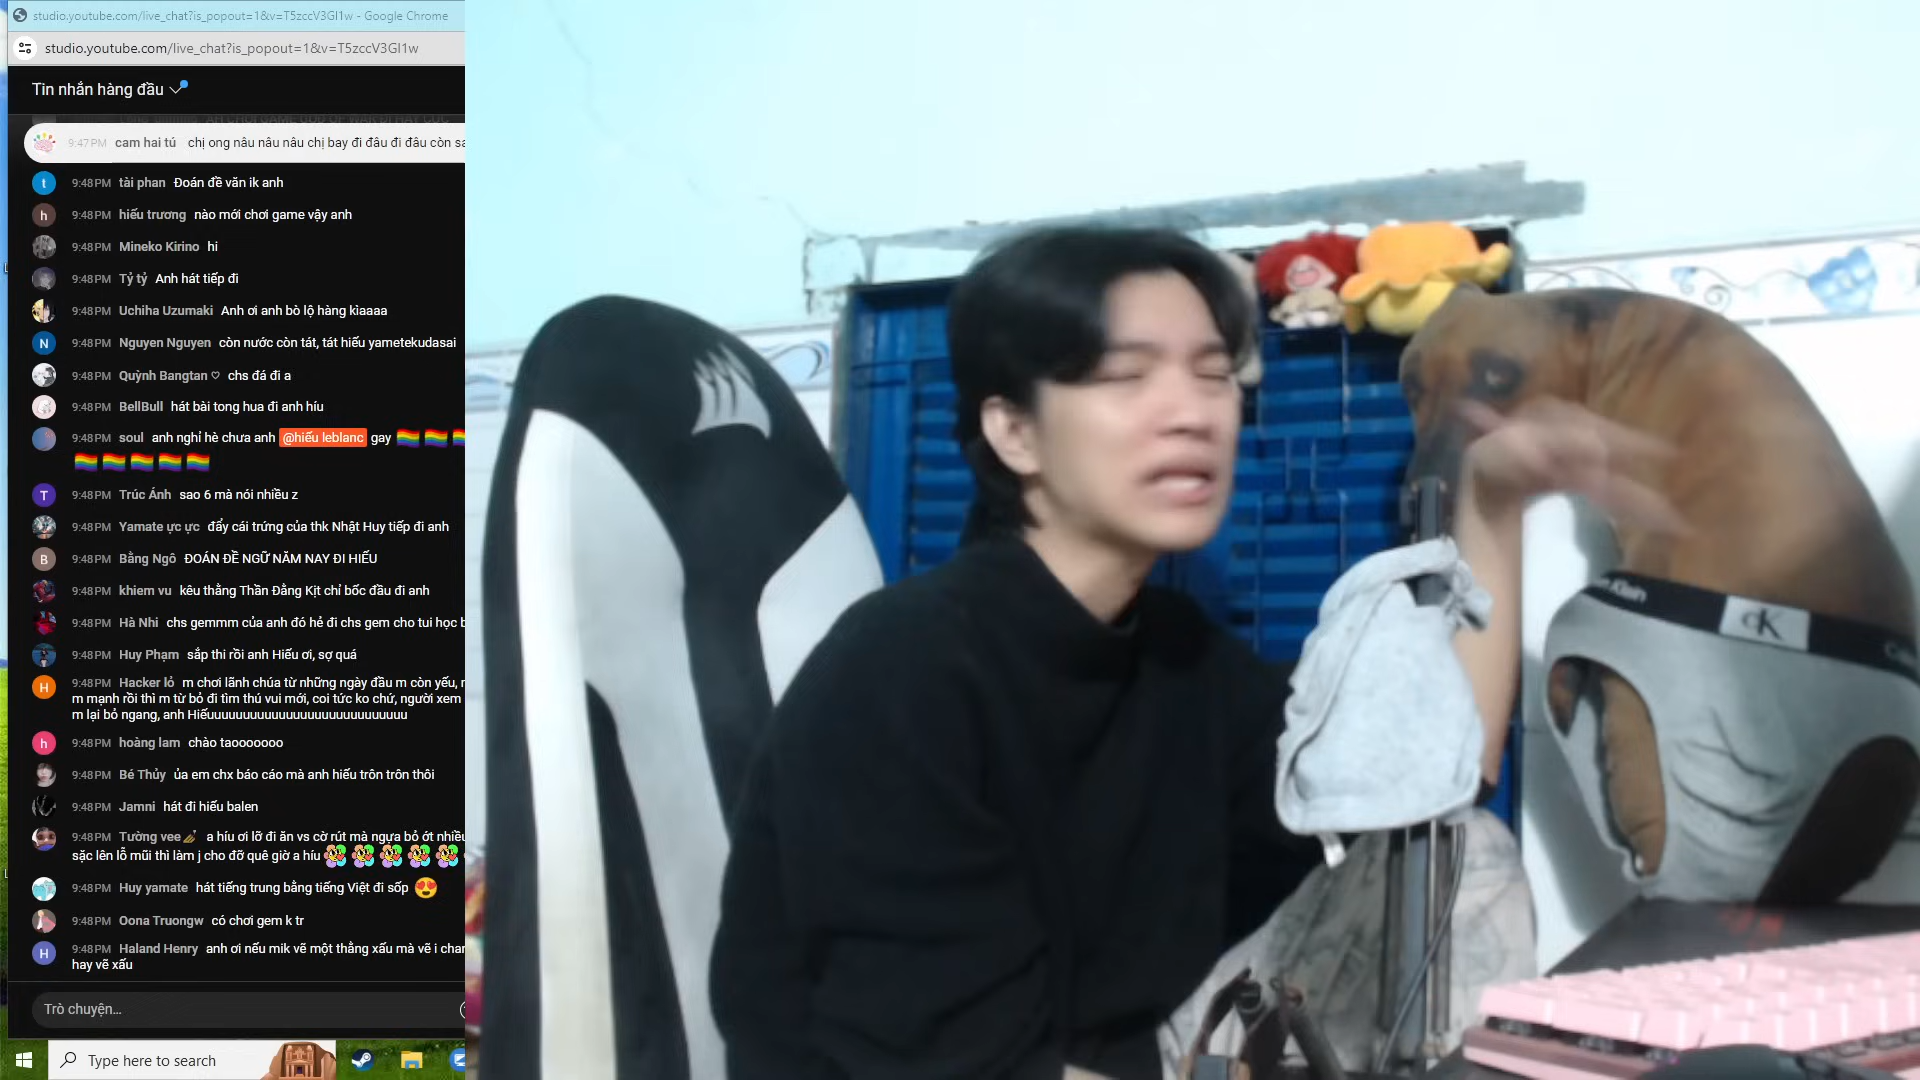 studio.youtube.com/live_chat?is_popout=1&v=T5zccV3GI1w - Google Chrome
studio.youtube.com/live_chat?is_popout=1&v=T5zccV3GI1w
Tin nhắn hàng đầu
9:47 PM cam hai tú chị ong nâu nâu nâu chị bay đi đâu đi đâu còn
9:48 PM tài phan Đoán đề văn ik anh
9:48 PM hiếu trương nào mới chơi game vậy anh
9:48 PM Mineko Kirino hi
9:48 PM Tỷ tỷ Anh hát tiếp đi
9:48 PM Uchiha Uzumaki Anh ơi anh bò lộ hàng kìaaaa
9:48 PM Nguyen Nguyen còn nước còn tát, tát hiếu yametekudasai
9:48 PM Quỳnh Bangtan ♡ chs đá đi a
9:48 PM BellBull hát bài tong hua đi anh híu
9:48 PM soul anh nghỉ hè chưa anh @hiếu leblanc gay 🏳️‍🌈 🏳️‍🌈 🏳️‍🌈
🏳️‍🌈 🏳️‍🌈 🏳️‍🌈 🏳️‍🌈 🏳️‍🌈
9:48 PM Trúc Ánh sao 6 mà nói nhiều z
9:48 PM Yamate ực ực đẩy cái trứng của thk Nhật Huy tiếp đi anh
9:48 PM Bằng Ngô ĐOÁN ĐỀ NGỮ NĂM NAY ĐI HIẾU
9:48 PM khiem vu kêu thằng Thần Đằng Kịt chỉ bốc đầu đi anh
9:48 PM Hà Nhi chs gemmm của anh đó hẻ đi chs gem cho tui học b
9:48 PM Huy Phạm sắp thi rồi anh Hiếu ơi, sợ quá
9:48 PM Hacker lỏ m chơi lãnh chúa từ những ngày đầu m còn yếu,
m mạnh rồi thì m từ bỏ đi tìm thú vui mới, coi tức ko chứ, người xem
m lại bỏ ngang, anh Hiếuuuuuuuuuuuuuuuuuuuuuuuuuuuu
9:48 PM hoàng lam chào taooooooo
9:48 PM Bé Thủy ủa em chx báo cáo mà anh hiếu trôn trôn thôi
9:48 PM Jamni hát đi hiếu balen
9:48 PM Tường vee a híu ơi lỡ đi ăn vs cờ rút mà ngựa bỏ ớt nhiều
sặc lên lỗ mũi thì làm j cho đỡ quê giờ a híu
9:48 PM Huy yamate hát tiếng trung bằng tiếng Việt đi sốp 😍
9:48 PM Oona Truongw có chơi gem k tr
9:48 PM Haland Henry anh ơi nếu mik vẽ một thằng xấu mà vẽ i
hay vẽ xấu
Trò chuyện...
Type here to search
CK